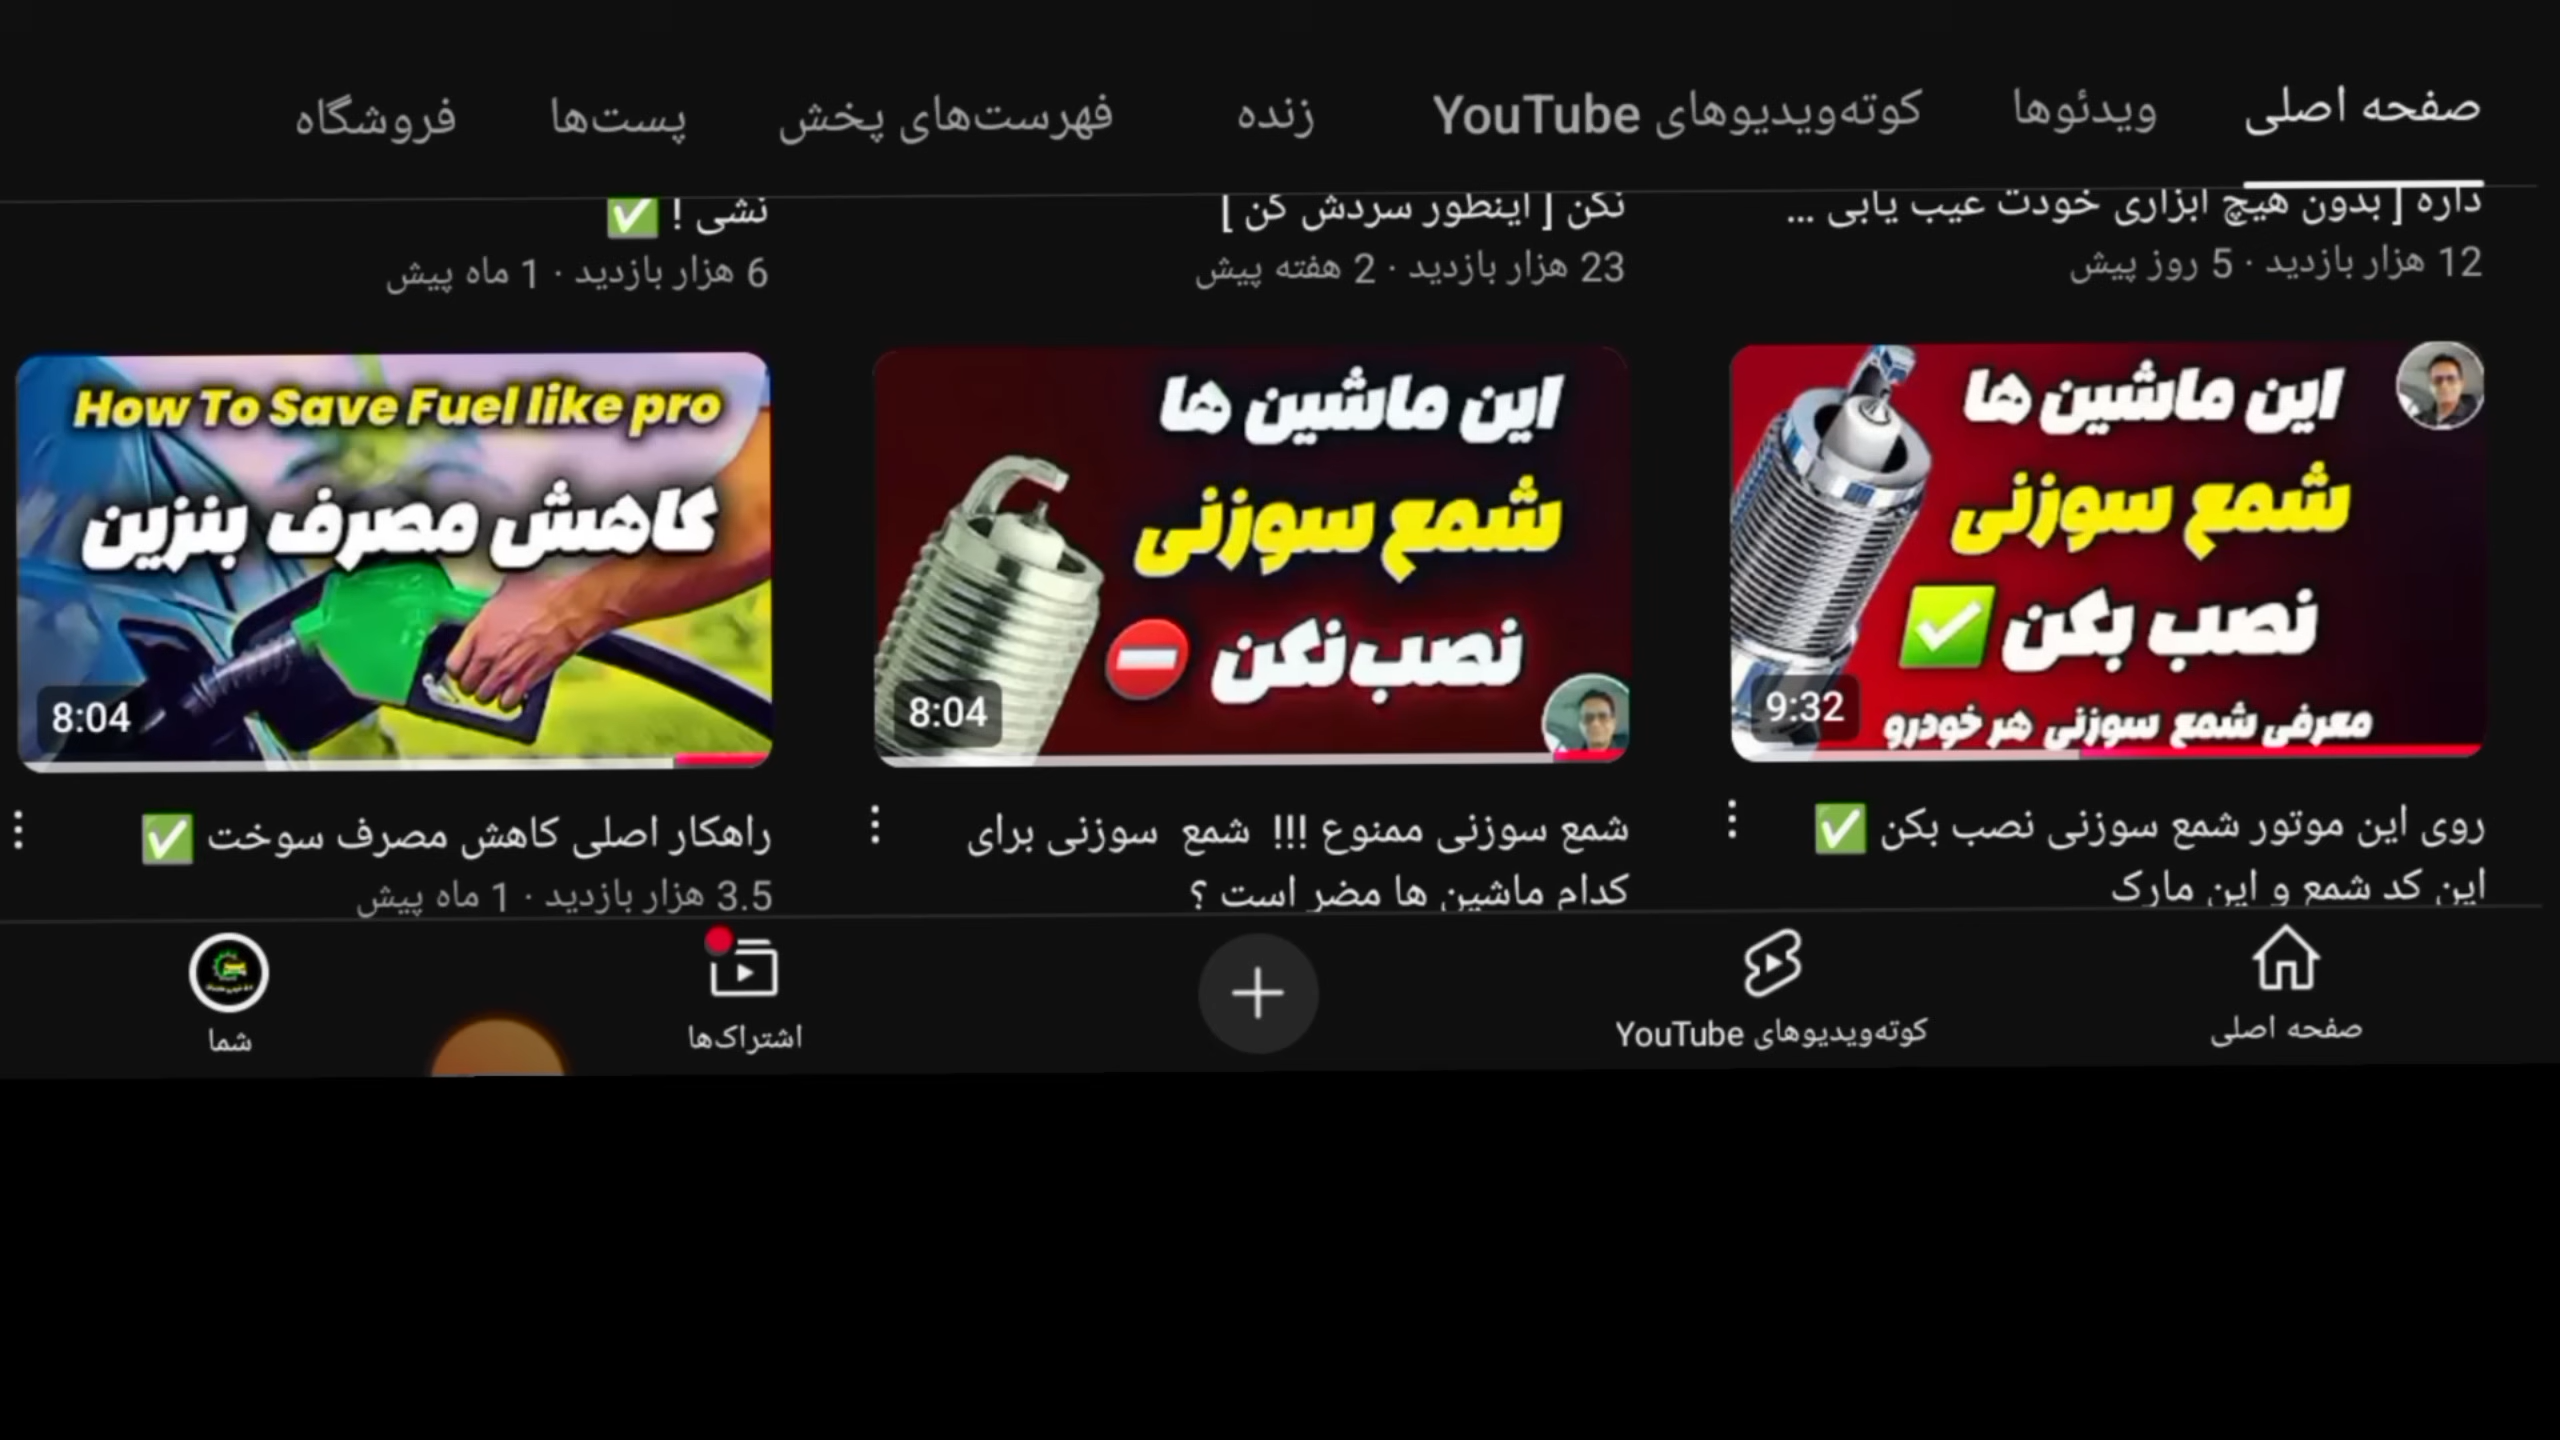 صفحه اصلی
ویدئوها
کوته‌ویدیوهای YouTube
زنده
فهرست‌های پخش
پست‌ها
فروشگاه
داره [ بدون هیچ ابزاری خودت عیب یابی ...
12 هزار بازدید · 5 روز پیش
نکن [ اینطور سردش کن ]
23 هزار بازدید · 2 هفته پیش
نشی ! ✅
6 هزار بازدید · 1 ماه پیش
این ماشین ها
شمع سوزنی
نصب بکن ✅
معرفی شمع سوزنی هر خودرو
9:32
روی این موتور شمع سوزنی نصب بکن ✅
این کد شمع و این مارک
این ماشین ها
شمع سوزنی
نصب نکن ⛔
8:04
شمع سوزنی ممنوع !!! شمع سوزنی برای
کدام ماشین ها مضر است ؟
How To Save Fuel like pro
کاهش مصرف بنزین
8:04
راهکار اصلی کاهش مصرف سوخت ✅
3.5 هزار بازدید · 1 ماه پیش
صفحه اصلی
کوته‌ویدیوهای YouTube
اشتراک‌ها
شما